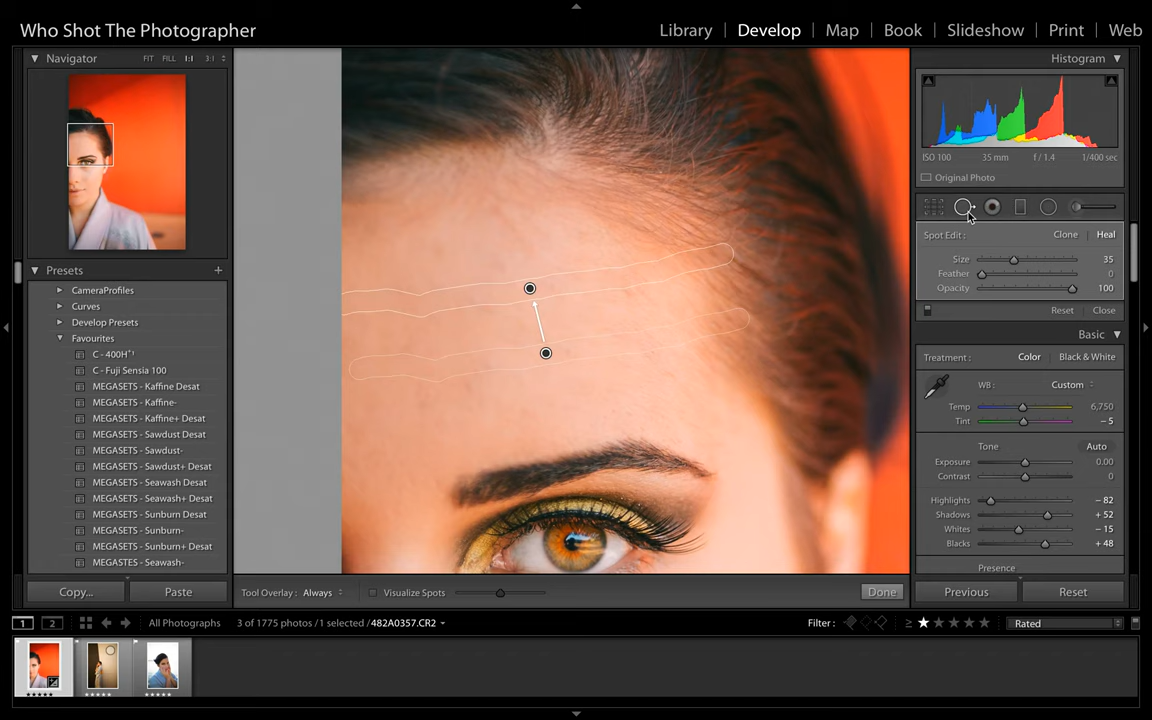 Who Shot The Photographer
Library Develop Map Book Slideshow Print Web
Navigator FIT FILL 1:1 3:1
Presets +
CameraProfiles
Curves
Develop Presets
Favourites
C - 400H⁺¹
C - Fuji Sensia 100
MEGASETS - Kaffine Desat
MEGASETS - Kaffine-
MEGASETS - Kaffine+ Desat
MEGASETS - Sawdust Desat
MEGASETS - Sawdust-
MEGASETS - Sawdust+ Desat
MEGASETS - Seawash Desat
MEGASETS - Seawash+ Desat
MEGASETS - Sunburn Desat
MEGASETS - Sunburn-
MEGASETS - Sunburn+ Desat
MEGASTES - Seawash-
Copy... Paste
Tool Overlay: Always Visualize Spots Done
Histogram
ISO 100 35 mm f / 1.4 1/400 sec
Original Photo
Spot Edit: Clone Heal
Size 35
Feather 0
Opacity 100
Reset Close
Basic
Treatment: Color Black & White
WB: Custom
Temp 6,750
Tint – 5
Tone Auto
Exposure 0.00
Contrast 0
Highlights – 82
Shadows + 52
Whites – 15
Blacks + 48
Presence
Previous Reset
1 2 All Photographs 3 of 1775 photos / 1 selected / 482A0357.CR2 Filter: ≥ ★★★★★ Rated